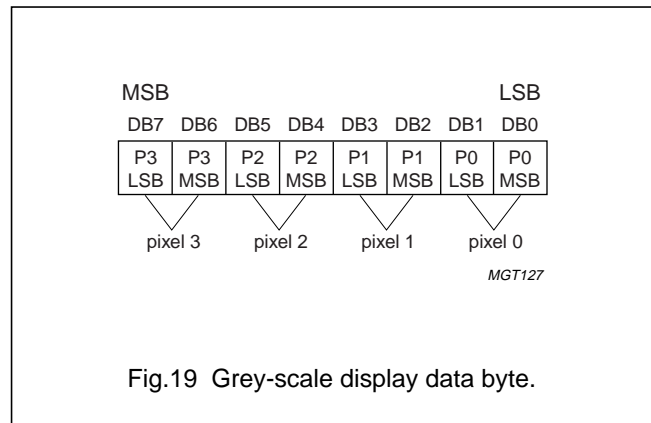 MSB LSB
DB7 DB6 DB5 DB4 DB3 DB2 DB1 DB0
P3 P3 P2 P2 P1 P1 P0 P0
LSB MSB LSB MSB LSB MSB LSB MSB
pixel 3 pixel 2 pixel 1 pixel 0
MGT127
Fig.19 Grey-scale display data byte.